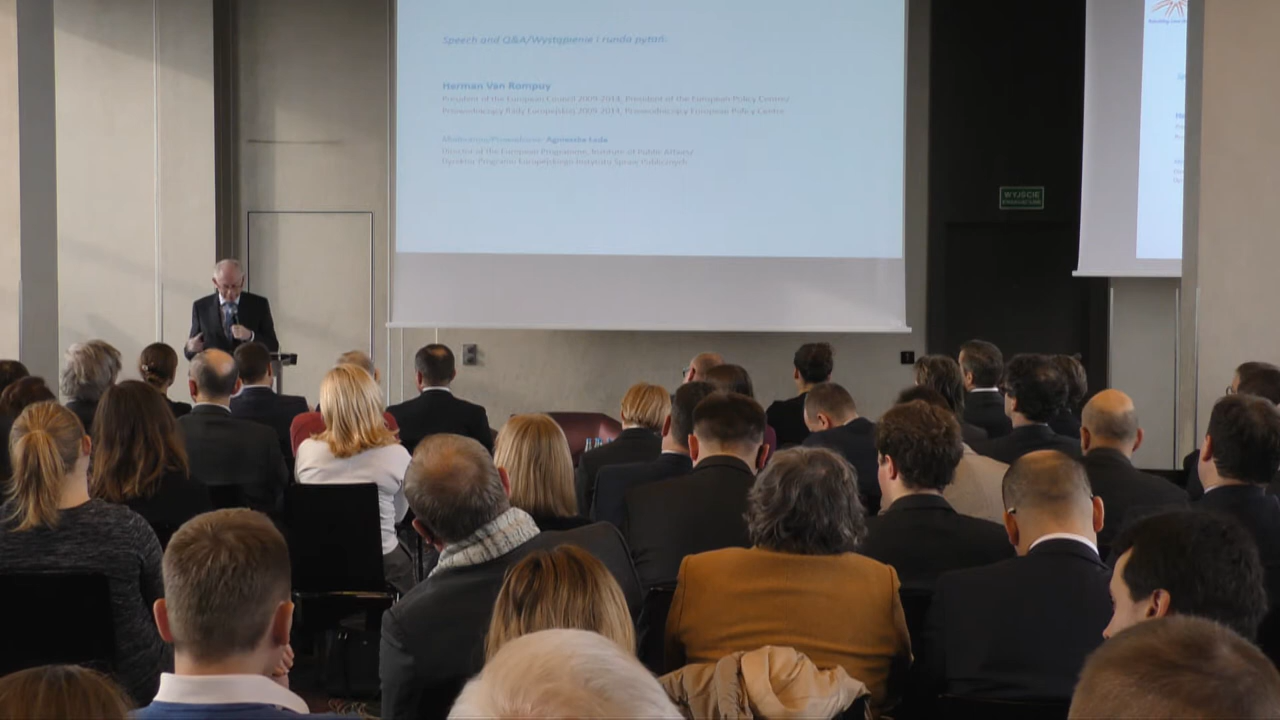 Speech and Q&A/Wystąpienie i runda pytań:
Herman Van Rompuy
President of the European Council 2009-2014, President of the European Policy Centre/
Przewodniczący Rady Europejskiej 2009-2014, Przewodniczący European Policy Centre
Moderator/Prowadzenie: Agnieszka Łada
Director of the European Programme, Institute of Public Affairs/
Dyrektor Programu Europejskiego Instytutu Spraw Publicznych
WYJŚCIE